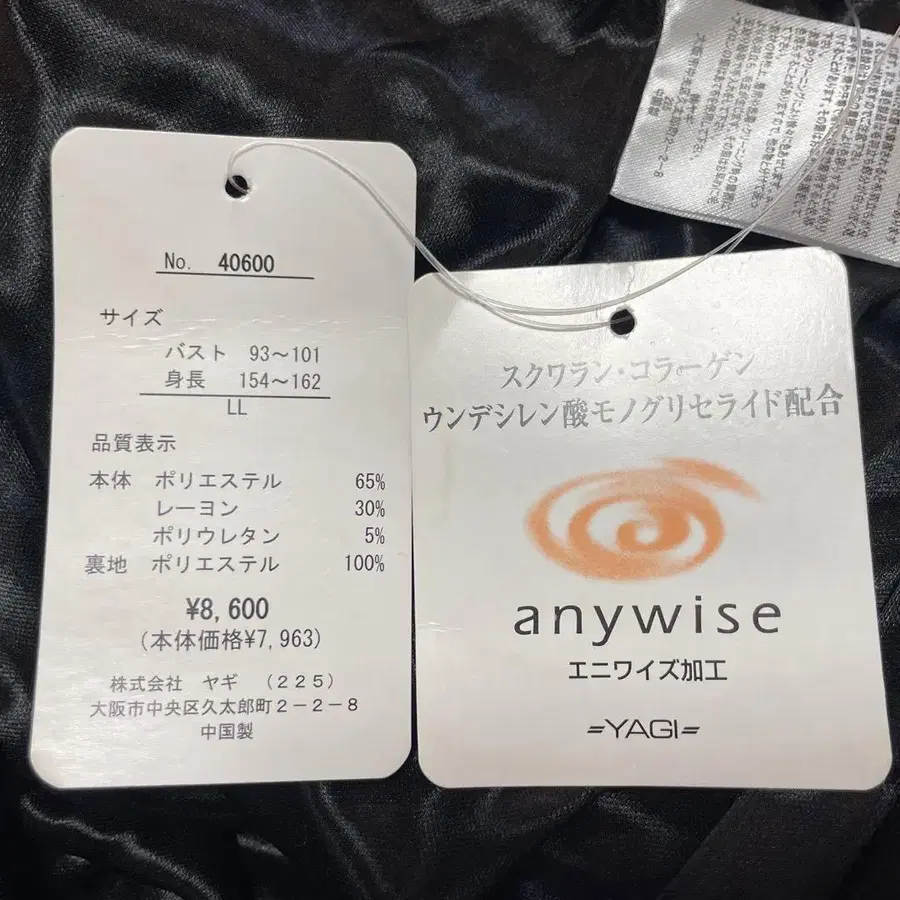 No. 40600
サイズ
バスト 93～101
身長 154～162
LL
品質表示
本体 ポリエステル 65%
レーヨン 30%
ポリウレタン 5%
裏地 ポリエステル 100%
¥8,600
(本体価格¥7,963)
株式会社 ヤギ (225)
大阪市中央区久太郎町2-2-8
中国製
スクワラン・コラーゲン
ウンデシレン酸モノグリセライド配合
anywise
エニワイズ加工
=YAGI=